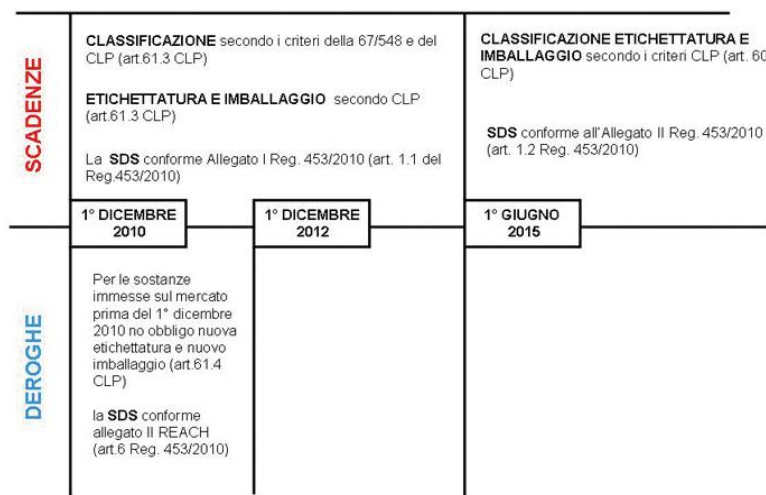 SCADENZE
CLASSIFICAZIONE secondo i criteri della 67/548 e del
CLP (art.61.3 CLP)
ETICHETTATURA E IMBALLAGGIO secondo CLP
(art.61.3 CLP)
La SDS conforme Allegato I Reg. 453/2010 (art. 1.1 del
Reg.453/2010)
CLASSIFICAZIONE ETICHETTATURA E
IMBALLAGGIO secondo i criteri CLP (art. 60
CLP)
SDS conforme all'Allegato II Reg. 453/2010
(art. 1.2 Reg. 453/2010)
1° DICEMBRE
2010
1° DICEMBRE
2012
1° GIUGNO
2015
DEROGHE
Per le sostanze
immesse sul mercato
prima del 1° dicembre
2010 no obbligo nuova
etichettatura e nuovo
imballaggio (art.61.4
CLP)
la SDS conforme
allegato II REACH
(art.6 Reg. 453/2010)